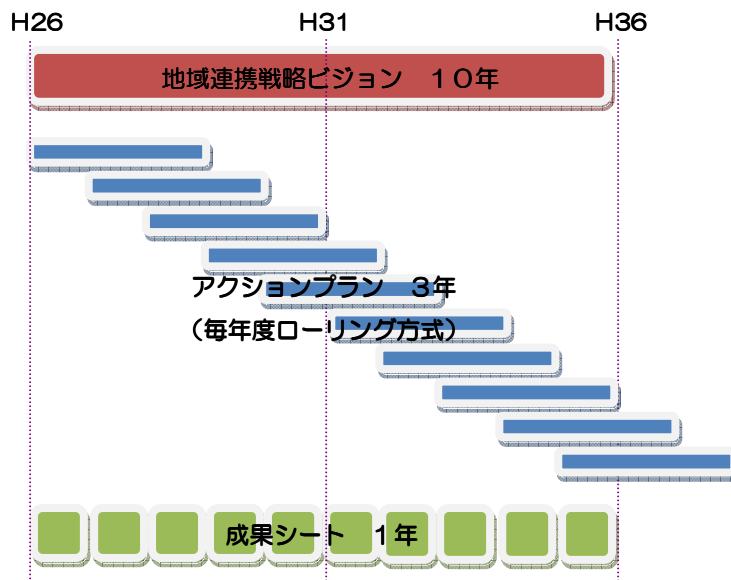 H26 H31 H36
地域連携戦略ビジョン　１０年
アクションプラン　３年
（毎年度ローリング方式）
成果シート　１年